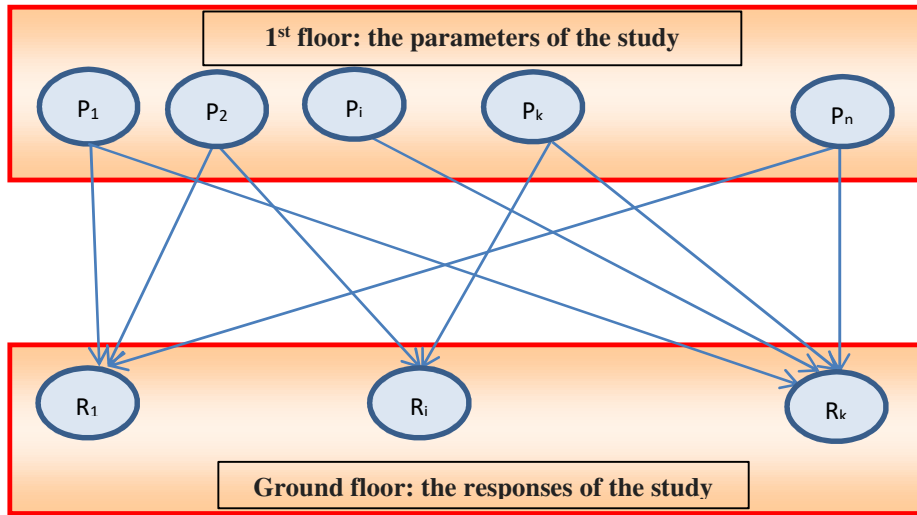 1st floor: the parameters of the study
P1 P2 Pi Pk Pn
R1 Ri Rk
Ground floor: the responses of the study